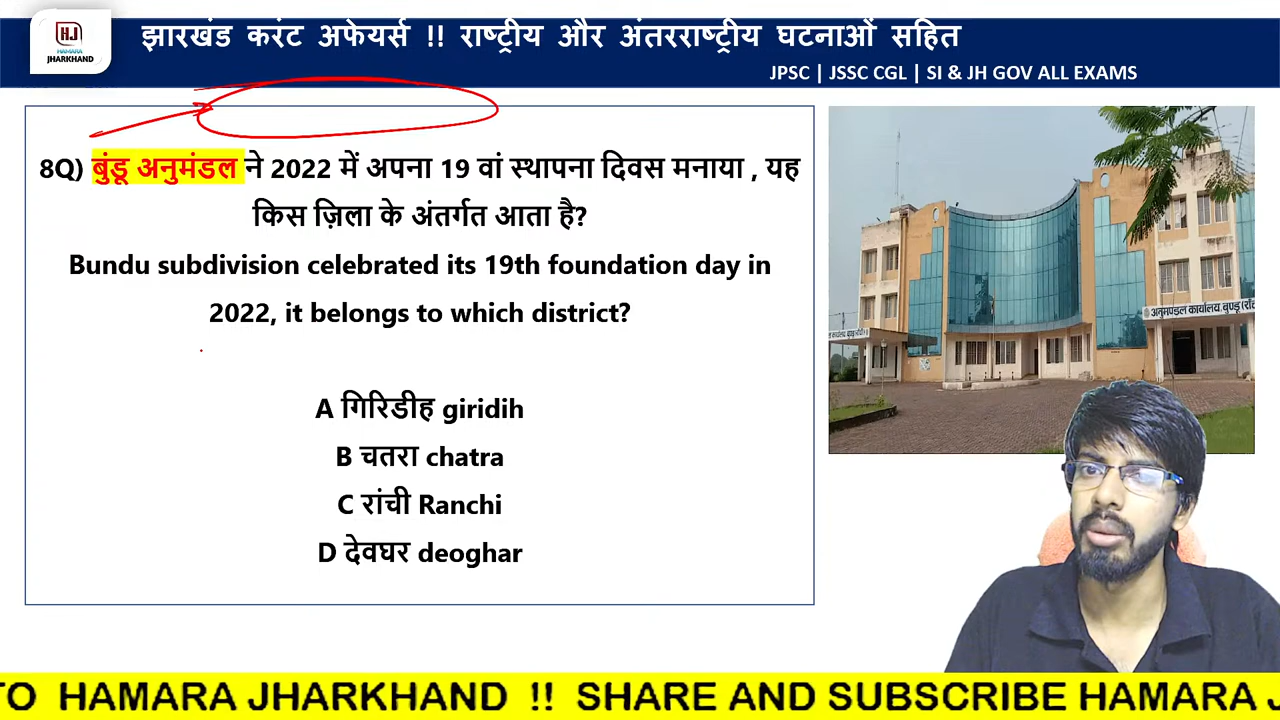 HJ
HAMARA
JHARKHAND
झारखंड करंट अफेयर्स !! राष्ट्रीय और अंतरराष्ट्रीय घटनाओं सहित
JPSC | JSSC CGL | SI & JH GOV ALL EXAMS
8Q) बुंडू अनुमंडल ने 2022 में अपना 19 वां स्थापना दिवस मनाया , यह
किस ज़िला के अंतर्गत आता है?
Bundu subdivision celebrated its 19th foundation day in
2022, it belongs to which district?
A गिरिडीह giridih
B चतरा chatra
C रांची Ranchi
D देवघर deoghar
अनुमण्डल कार्यालय बुण्डू (राँ
TO HAMARA JHARKHAND !! SHARE AND SUBSCRIBE HAMARA J